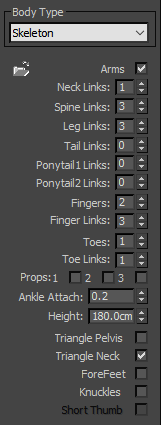 Body Type
Skeleton
Arms
Neck Links: 1
Spine Links: 3
Leg Links: 3
Tail Links: 0
Ponytail1 Links: 0
Ponytail2 Links: 0
Fingers: 2
Finger Links: 3
Toes: 1
Toe Links: 1
Props: 1 2 3
Ankle Attach: 0.2
Height: 180.0cm
Triangle Pelvis
Triangle Neck
ForeFeet
Knuckles
Short Thumb